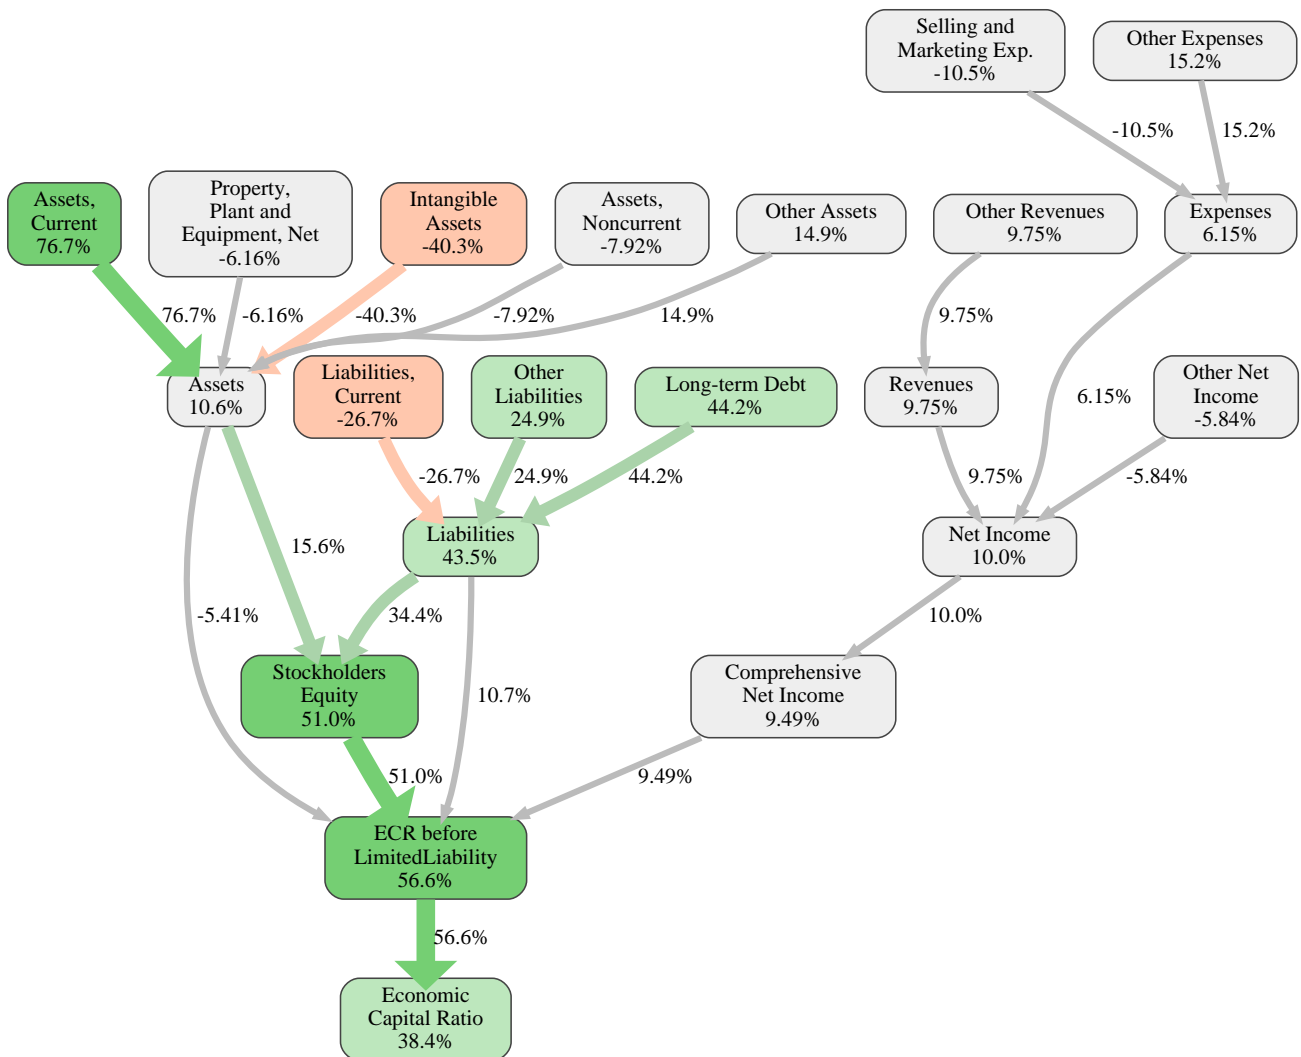 Selling and
Marketing Exp.
-10.5%
Other Expenses
15.2%
-10.5%
15.2%
Assets,
Current
76.7%
Property,
Plant and
Equipment, Net
-6.16%
Intangible
Assets
-40.3%
Assets,
Noncurrent
-7.92%
Other Assets
14.9%
Other Revenues
9.75%
Expenses
6.15%
76.7%
-6.16%
-40.3%
-7.92%
14.9%
9.75%
6.15%
Assets
10.6%
Liabilities,
Current
-26.7%
Other
Liabilities
24.9%
Long-term Debt
44.2%
Revenues
9.75%
Other Net
Income
-5.84%
-26.7%
24.9%
44.2%
9.75%
-5.84%
15.6%
Liabilities
43.5%
Net Income
10.0%
-5.41%
34.4%
10.0%
Stockholders
Equity
51.0%
10.7%
Comprehensive
Net Income
9.49%
51.0%
9.49%
ECR before
LimitedLiability
56.6%
56.6%
Economic
Capital Ratio
38.4%